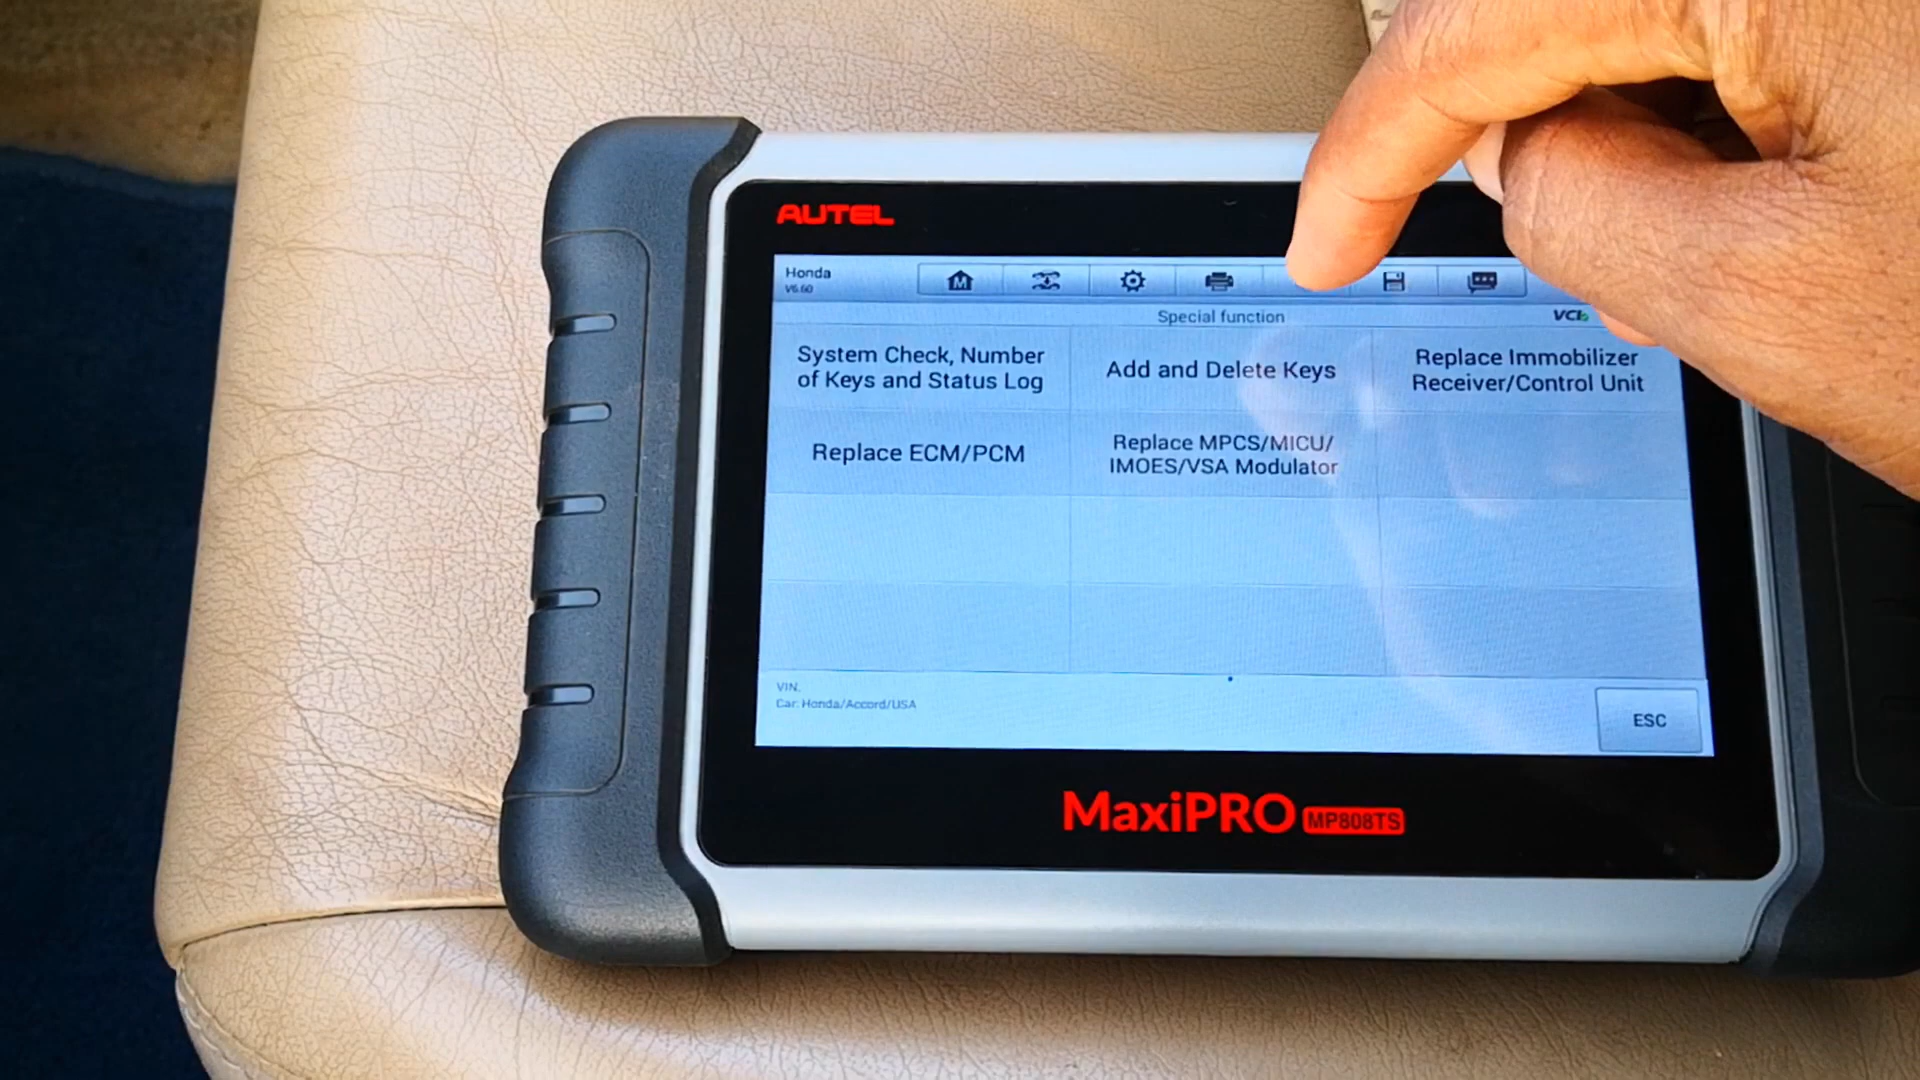 AUTEL
Honda
V6.60
Special function
VCI
System Check, Number
of Keys and Status Log
Add and Delete Keys
Replace Immobilizer
Receiver/Control Unit
Replace ECM/PCM
Replace MPCS/MICU/
IMOES/VSA Modulator
VIN:
Car: Honda/Accord/USA
ESC
MaxiPRO MP808TS